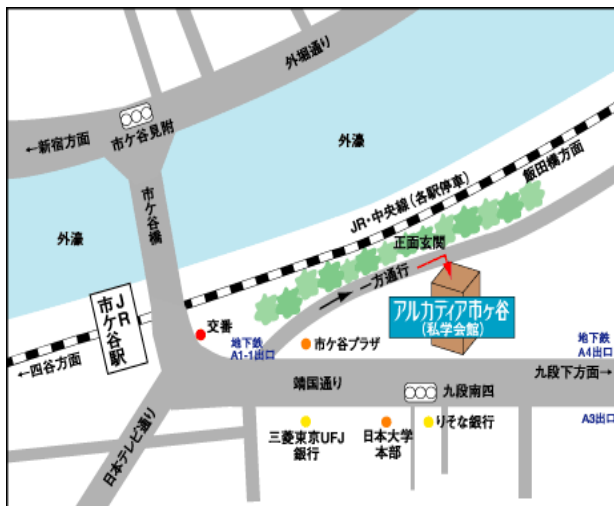 外堀通り
←新宿方面
市ケ谷見附
外濠
飯田橋方面
JR・中央線(各駅停車)
市ケ谷橋
外濠
正面玄関
一方通行
JR
市ケ谷駅
アルカディア市ヶ谷
(私学会館)
交番
地下鉄
A1-1出口
市ケ谷プラザ
地下鉄
A4出口
←四谷方面
靖国通り
九段下方面→
九段南四
三菱東京UFJ
銀行
日本大学
本部
りそな銀行
A3出口
日本テレビ通り